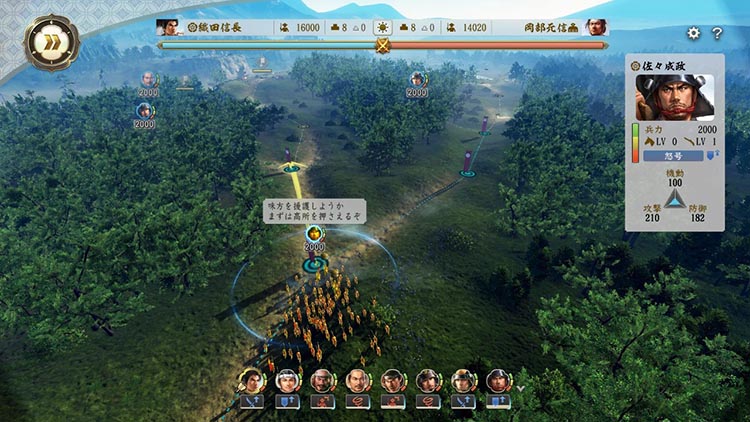 織田信長 16000 8 0 8 0 14020 岡部元信
?
2000
2000
2000
佐々成政
兵力 2000
LV 0 LV 1
怒号
機動
100
攻撃 防御
210 182
味方を援護しようか
まずは高所を押さえるぞ
2000